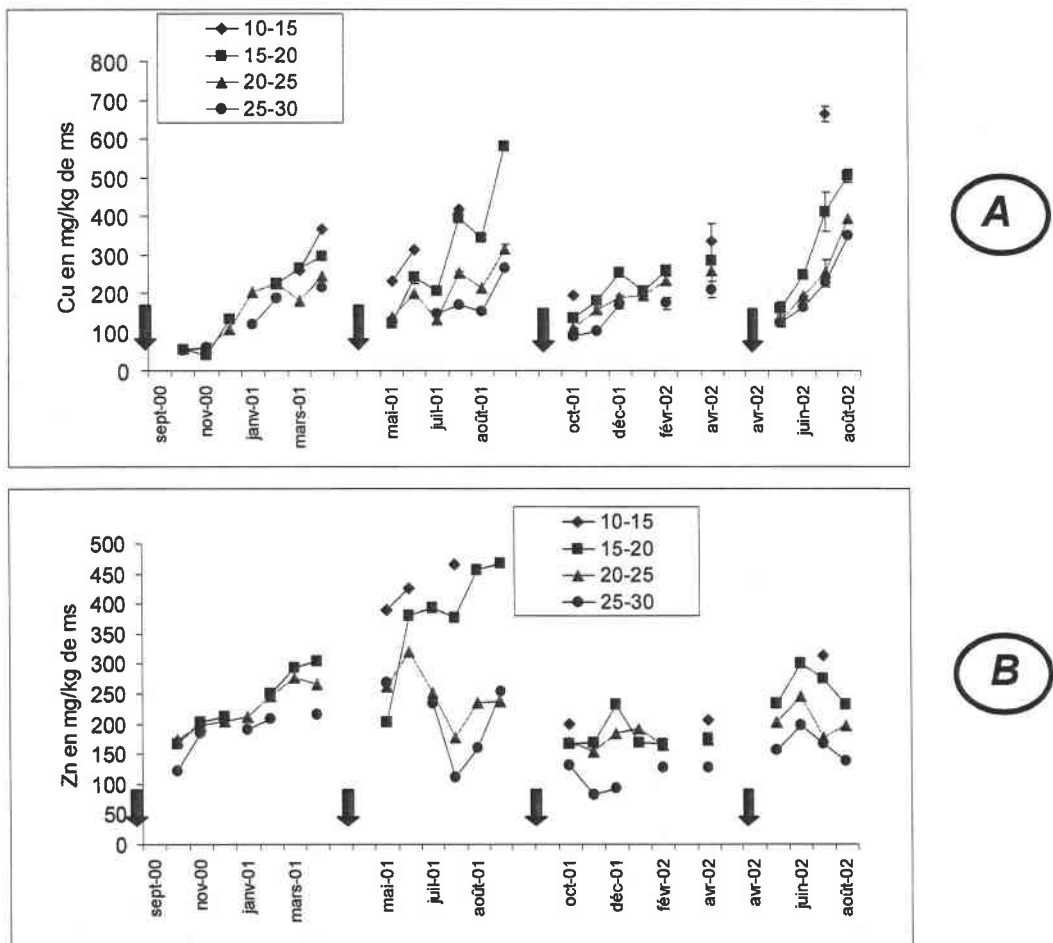 10-15
15-20
20-25
25-30
Cu en mg/kg de ms
800
700
600
500
400
300
200
100
0
sept-00
nov-00
janv-01
mars-01
mai-01
juil-01
août-01
oct-01
déc-01
févr-02
avr-02
avr-02
juin-02
août-02
A
10-15
15-20
20-25
25-30
Zn en mg/kg de ms
500
450
400
350
300
250
200
150
100
50
0
sept-00
nov-00
janv-01
mars-01
mai-01
juil-01
août-01
oct-01
déc-01
févr-02
avr-02
avr-02
juin-02
août-02
B